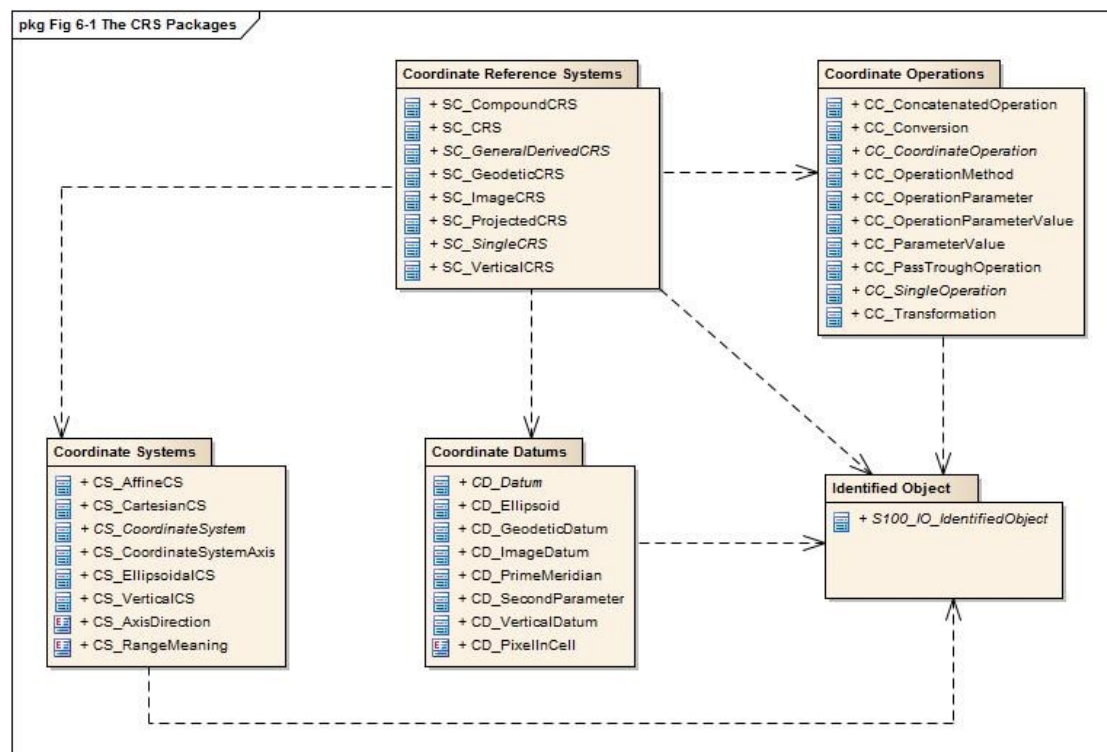 pkg Fig 6-1 The CRS Packages
Coordinate Reference Systems
+ SC_CompoundCRS
+ SC_CRS
+ SC_GeneralDerivedCRS
+ SC_GeodeticCRS
+ SC_ImageCRS
+ SC_ProjectedCRS
+ SC_SingleCRS
+ SC_VerticalCRS
Coordinate Operations
+ CC_ConcatenatedOperation
+ CC_Conversion
+ CC_CoordinateOperation
+ CC_OperationMethod
+ CC_OperationParameter
+ CC_OperationParameterValue
+ CC_ParameterValue
+ CC_PassTroughOperation
+ CC_SingleOperation
+ CC_Transformation
Coordinate Systems
+ CS_AffineCS
+ CS_CartesianCS
+ CS_CoordinateSystem
+ CS_CoordinateSystemAxis
+ CS_EllipsoidalCS
+ CS_VerticalCS
E + CS_AxisDirection
E + CS_RangeMeaning
Coordinate Datums
+ CD_Datum
+ CD_Ellipsoid
+ CD_GeodeticDatum
+ CD_ImageDatum
+ CD_PrimeMeridian
+ CD_SecondParameter
+ CD_VerticalDatum
E + CD_PixelInCell
Identified Object
+ S100_IO_IdentifiedObject